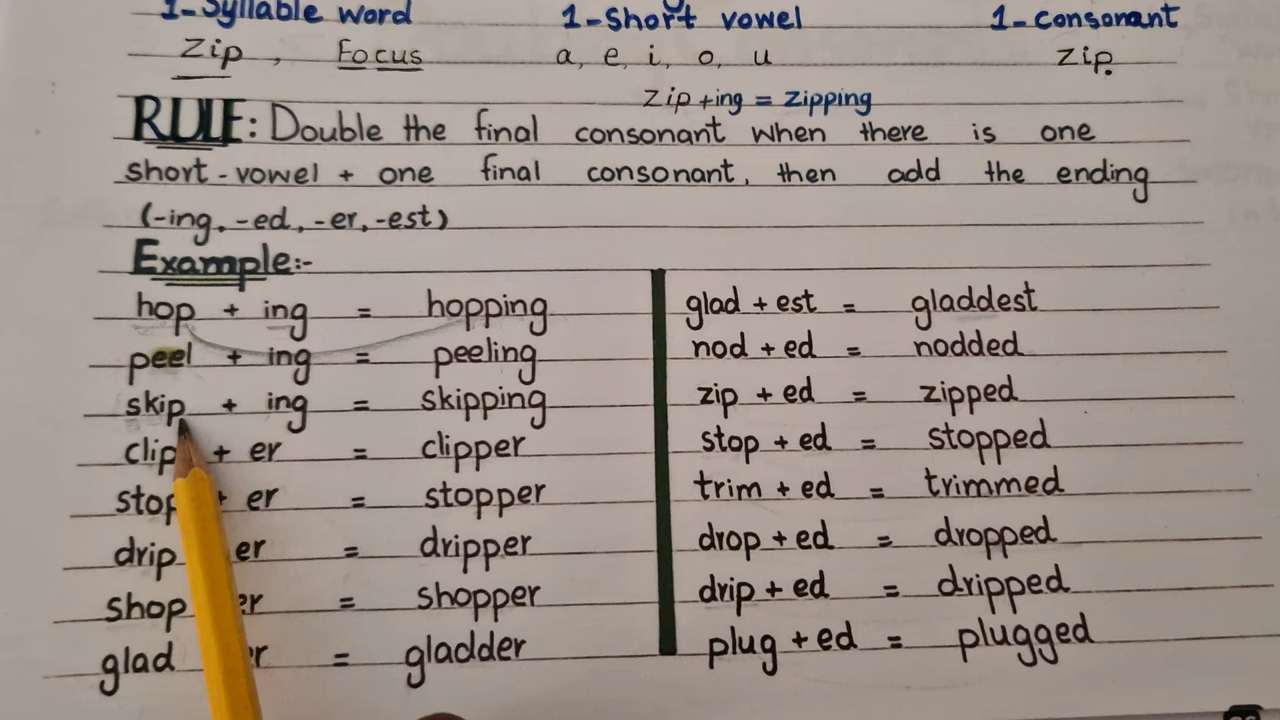 1-Syllable word 1-Short vowel 1-consonant
Zip, Focus a, e, i, o, u Zip
Zip +ing = Zipping
RULE: Double the final consonant when there is one
short-vowel + one final consonant, then add the ending
(-ing, -ed, -er, -est)
Example:-
hop + ing = hopping
peel + ing = peeling
skip + ing = skipping
clip + er = clipper
stop + er = stopper
drip er = dripper
shop er = shopper
glad = gladder
glad + est = gladdest
nod + ed = nodded
zip + ed = zipped
stop + ed = stopped
trim + ed = trimmed
drop + ed = dropped
drip + ed = dripped
plug + ed = plugged